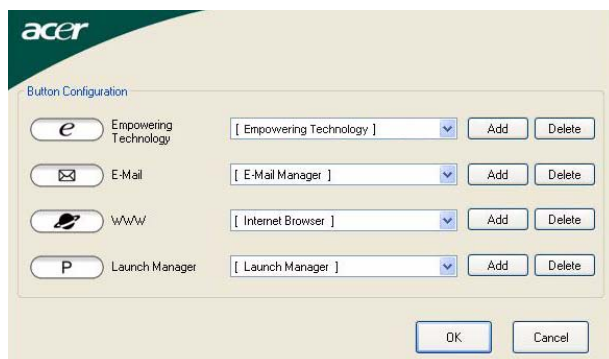 acer
Button Configuration
e Empowering Technology [ Empowering Technology ] Add Delete
E-Mail [ E-Mail Manager ] Add Delete
WWW [ Internet Browser ] Add Delete
P Launch Manager [ Launch Manager ] Add Delete
OK Cancel